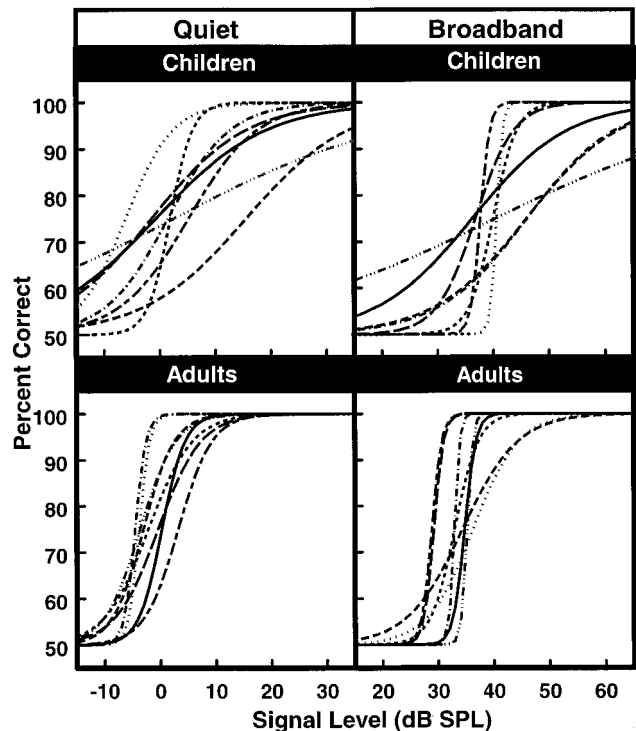 Quiet Broadband
Children Children
100
90
80
70
60
50
Percent Correct
Adults Adults
100
90
80
70
60
50
-10 0 10 20 30 20 30 40 50 60
Signal Level (dB SPL)